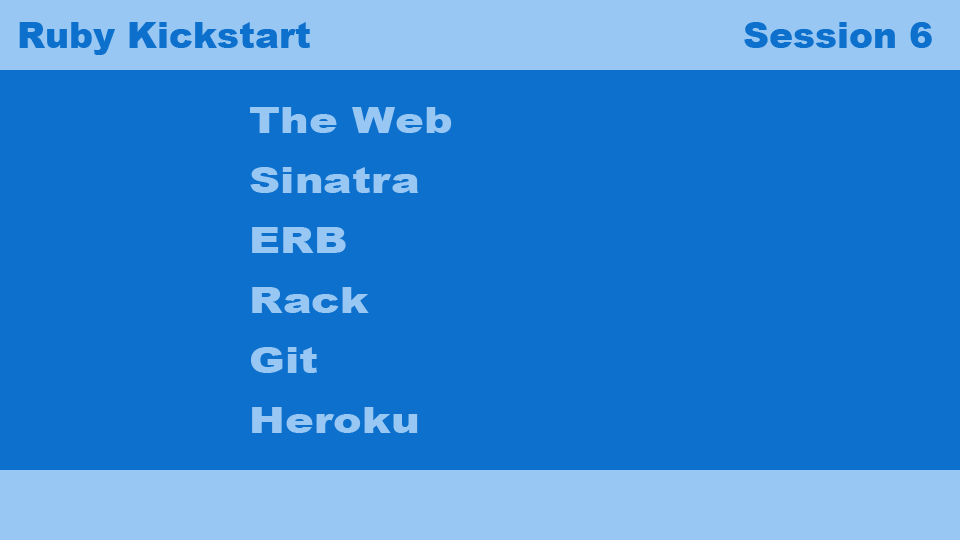 Ruby Kickstart Session 6
The Web
Sinatra
ERB
Rack
Git
Heroku